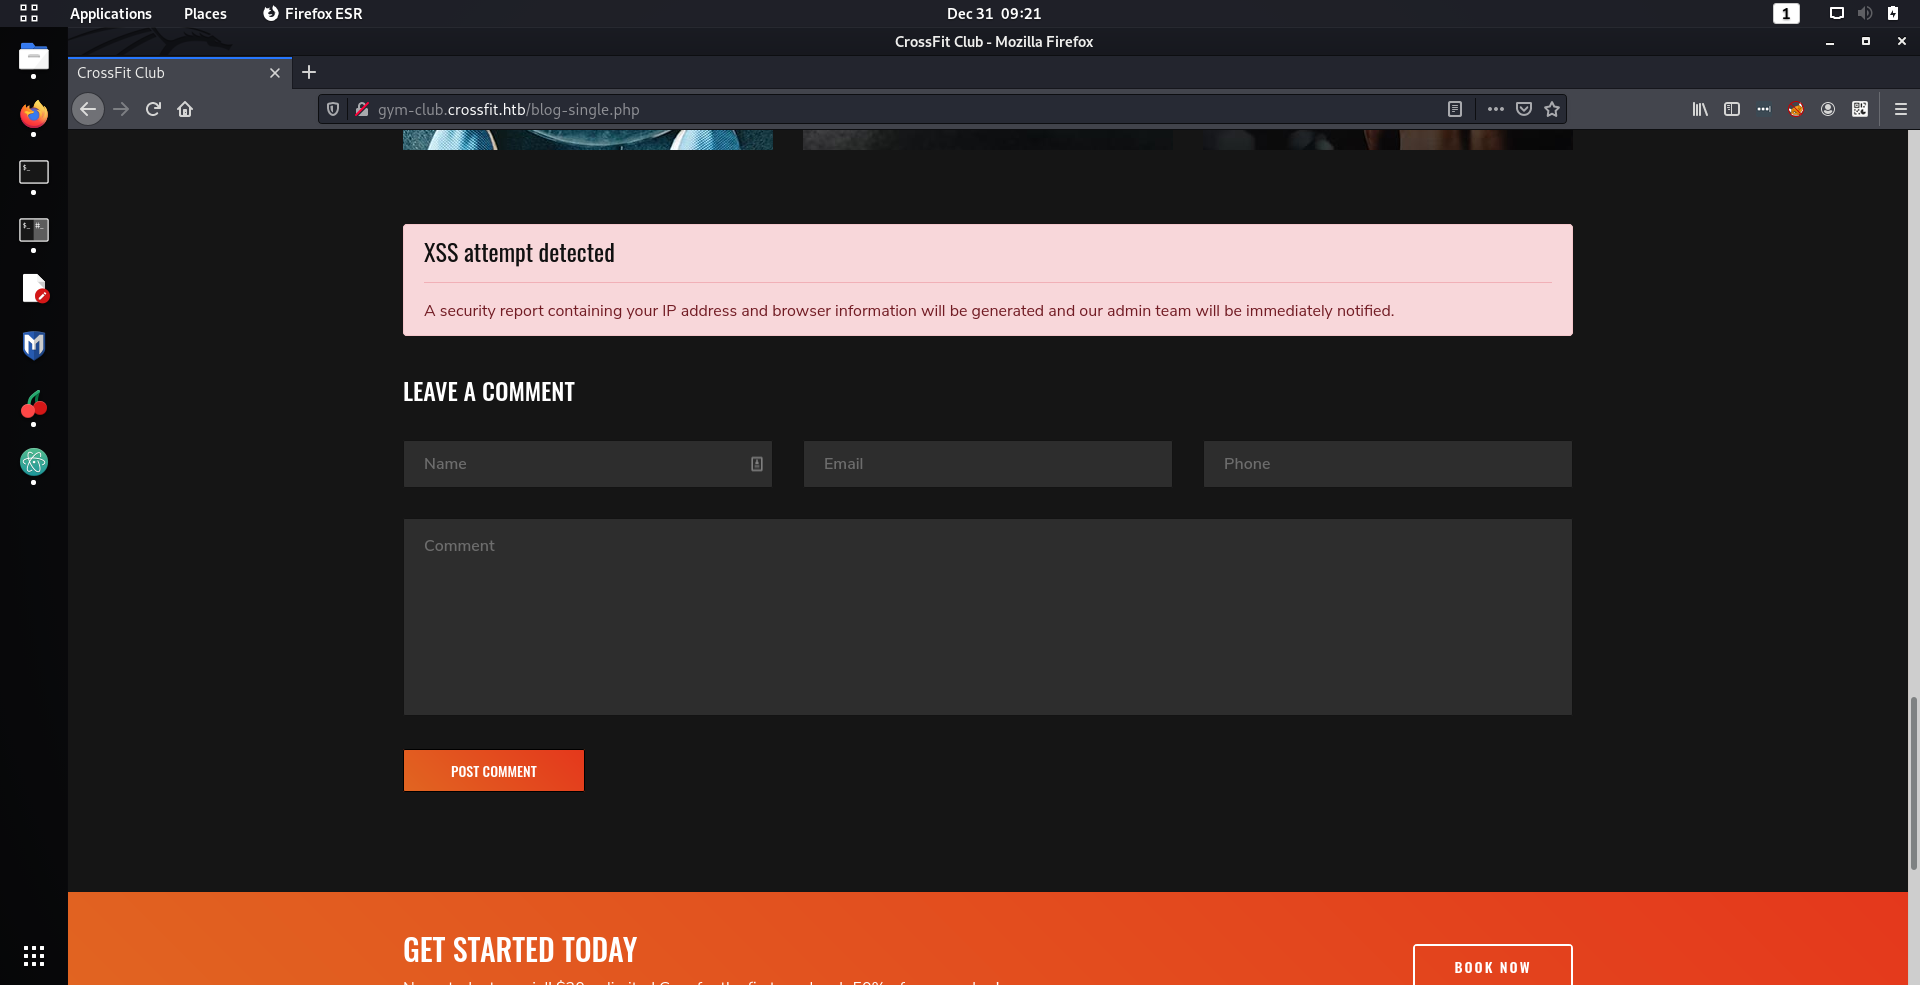 Applications Places Firefox ESR Dec 31 09:21 1
CrossFit Club - Mozilla Firefox
CrossFit Club
gym-club.crossfit.htb/blog-single.php
XSS attempt detected
A security report containing your IP address and browser information will be generated and our admin team will be immediately notified.
LEAVE A COMMENT
Name Email Phone
Comment
POST COMMENT
GET STARTED TODAY
BOOK NOW